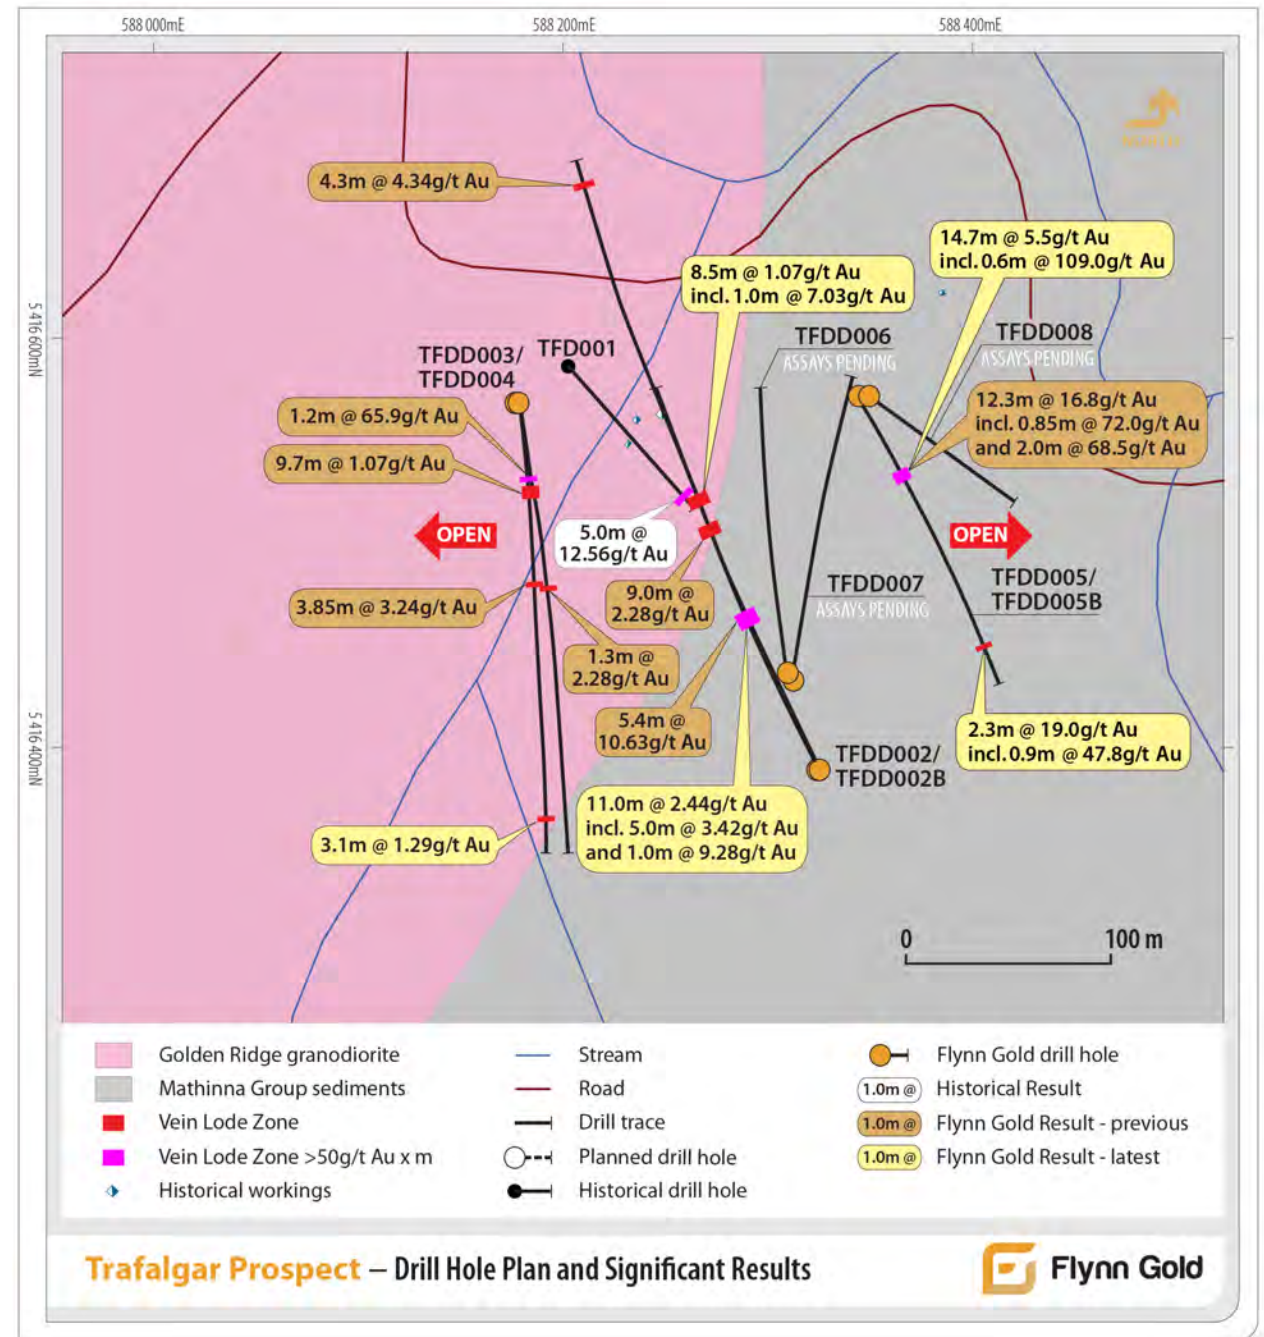 588 000mE
588 200mE
588 400mE
5 416 600mN
5 416 400mN
4.3m @ 4.34g/t Au
14.7m @ 5.5g/t Au
incl. 0.6m @ 109.0g/t Au
8.5m @ 1.07g/t Au
incl. 1.0m @ 7.03g/t Au
TFDD006
ASSAYS PENDING
TFDD008
ASSAYS PENDING
TFDD003/
TFDD004
TFD001
1.2m @ 65.9g/t Au
12.3m @ 16.8g/t Au
incl. 0.85m @ 72.0g/t Au
and 2.0m @ 68.5g/t Au
9.7m @ 1.07g/t Au
OPEN
5.0m @
12.56g/t Au
OPEN
3.85m @ 3.24g/t Au
9.0m @
2.28g/t Au
TFDD007
ASSAYS PENDING
TFDD005/
TFDD005B
1.3m @
2.28g/t Au
5.4m @
10.63g/t Au
2.3m @ 19.0g/t Au
incl. 0.9m @ 47.8g/t Au
TFDD002/
TFDD002B
11.0m @ 2.44g/t Au
incl. 5.0m @ 3.42g/t Au
and 1.0m @ 9.28g/t Au
3.1m @ 1.29g/t Au
0
100 m
Golden Ridge granodiorite
Mathinna Group sediments
Vein Lode Zone
Vein Lode Zone >50g/t Au x m
Historical workings
Stream
Road
Drill trace
Planned drill hole
Historical drill hole
Flynn Gold drill hole
1.0m @ Historical Result
1.0m @ Flynn Gold Result - previous
1.0m @ Flynn Gold Result - latest
Trafalgar Prospect – Drill Hole Plan and Significant Results
Flynn Gold